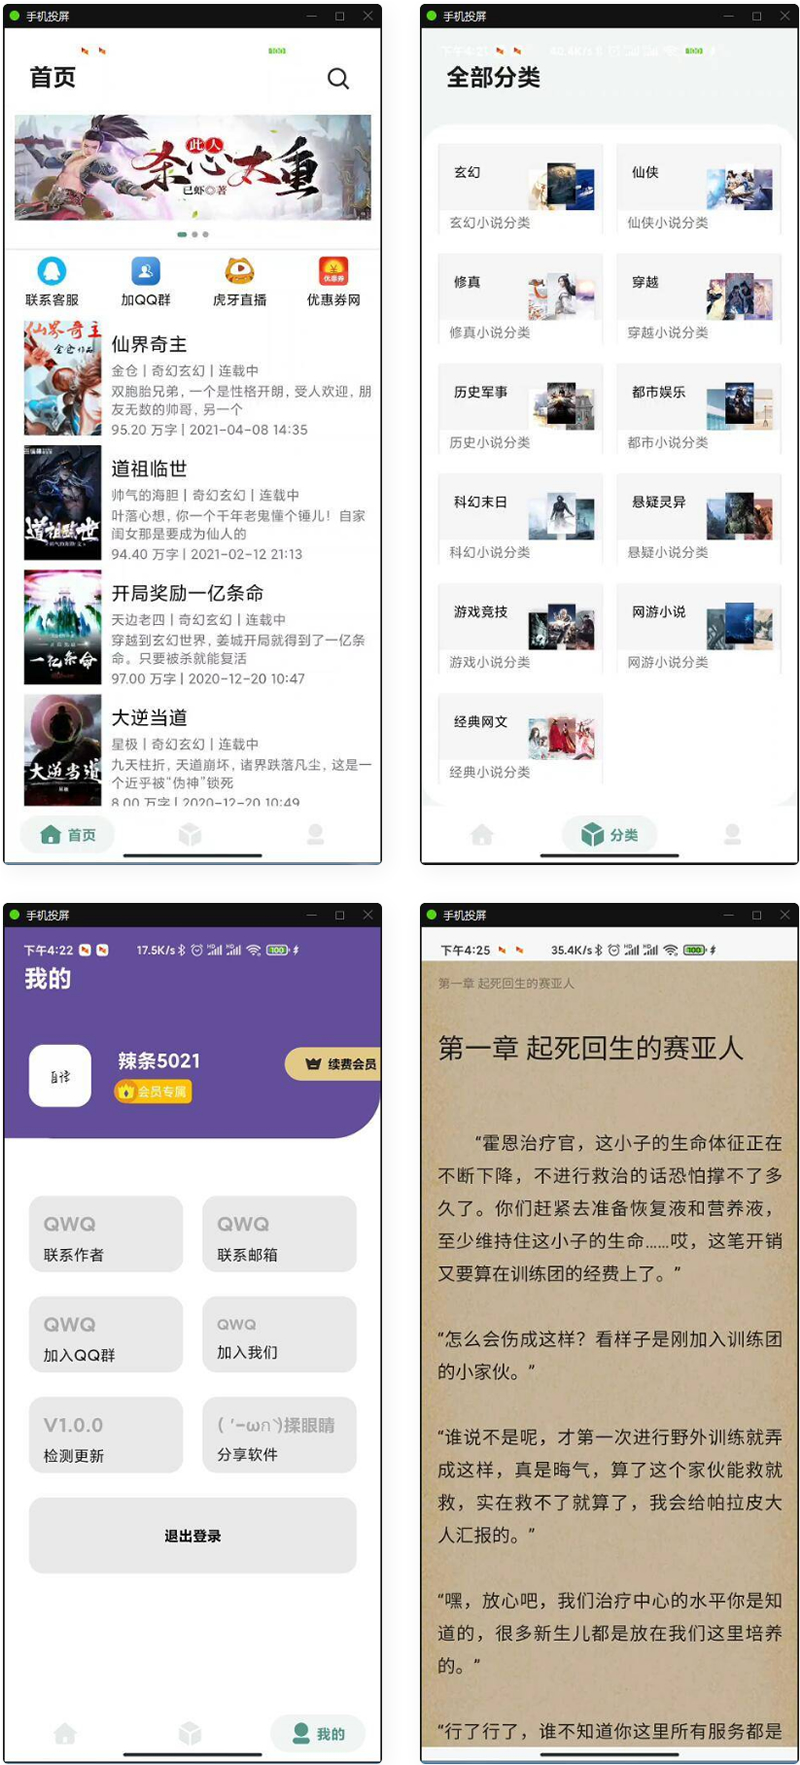 手机投屏
首页
此人
杀心太重
已虾◎著
联系客服
加QQ群
虎牙直播
优惠券
优惠券网
仙界奇主
金仓作品
仙界奇主
金仓 | 奇幻玄幻 | 连载中
双胞胎兄弟，一个是性格开朗，受人欢迎，朋
友无数的帅哥，另一个
95.20 万字 | 2021-04-08 14:35
道祖临世
道祖临世
帅气的海胆 | 奇幻玄幻 | 连载中
叶落心想，你一个千年老鬼懂个锤儿！自家
闺女那是要成为仙人的
94.40 万字 | 2021-02-12 21:13
一亿条命
开局奖励一亿条命
天边老四 | 奇幻玄幻 | 连载中
穿越到玄幻世界，姜城开局就得到了一亿条
命。只要被杀就能复活
97.00 万字 | 2020-12-20 10:47
大逆当道
大逆当道
星极 | 奇幻玄幻 | 连载中
九天柱折，天道崩坏，诸界跌落凡尘，这是一
个近乎被“伪神”锁死
8.00 万字 | 2020-12-20 10:49
首页
手机投屏
下午4:21
40.4K/s
100
全部分类
玄幻
玄幻小说分类
仙侠
仙侠小说分类
修真
修真小说分类
穿越
穿越小说分类
历史军事
历史小说分类
都市娱乐
都市小说分类
科幻末日
科幻小说分类
悬疑灵异
悬疑小说分类
游戏竞技
游戏小说分类
网游小说
网游小说分类
经典网文
经典小说分类
分类
手机投屏
下午4:22
17.5K/s
100
我的
辣条5021
会员专属
续费会员
QWQ
联系作者
QWQ
联系邮箱
QWQ
加入QQ群
QWQ
加入我们
V1.0.0
检测更新
( ′-ωก`)揉眼睛
分享软件
退出登录
我的
手机投屏
下午4:25
35.4K/s
100
第一章 起死回生的赛亚人
第一章 起死回生的赛亚人
“霍恩治疗官，这小子的生命体征正在
不断下降，不进行救治的话恐怕撑不了多
久了。你们赶紧去准备恢复液和营养液，
至少维持住这小子的生命……哎，这笔开销
又要算在训练团的经费上了。”
“怎么会伤成这样？看样子是刚加入训练团
的小家伙。”
“谁说不是呢，才第一次进行野外训练就弄
成这样，真是晦气，算了这个家伙能救就
救，实在救不了就算了，我会给帕拉皮大
人汇报的。”
“嘿，放心吧，我们治疗中心的水平你是知
道的，很多新生儿都是放在我们这里培养
的。”
“行了行了，谁不知道你这里所有服务都是